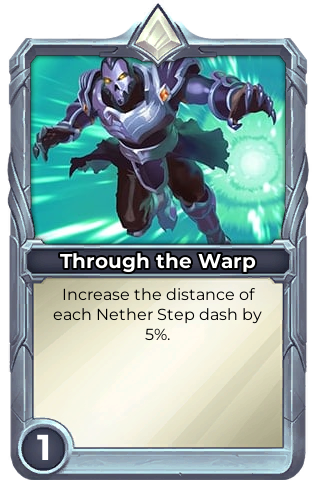 Through the Warp
Increase the distance of
each Nether Step dash by
5%.
1